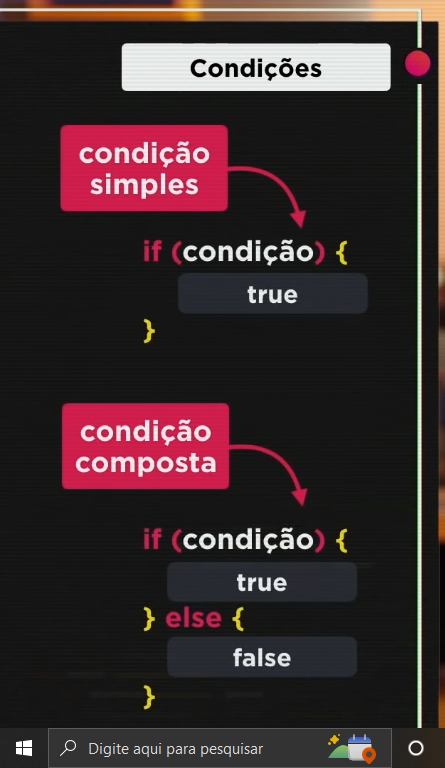 Condições
condição
simples
if (condição) {
true
}
condição
composta
if (condição) {
true
} else {
false
}
Digite aqui para pesquisar